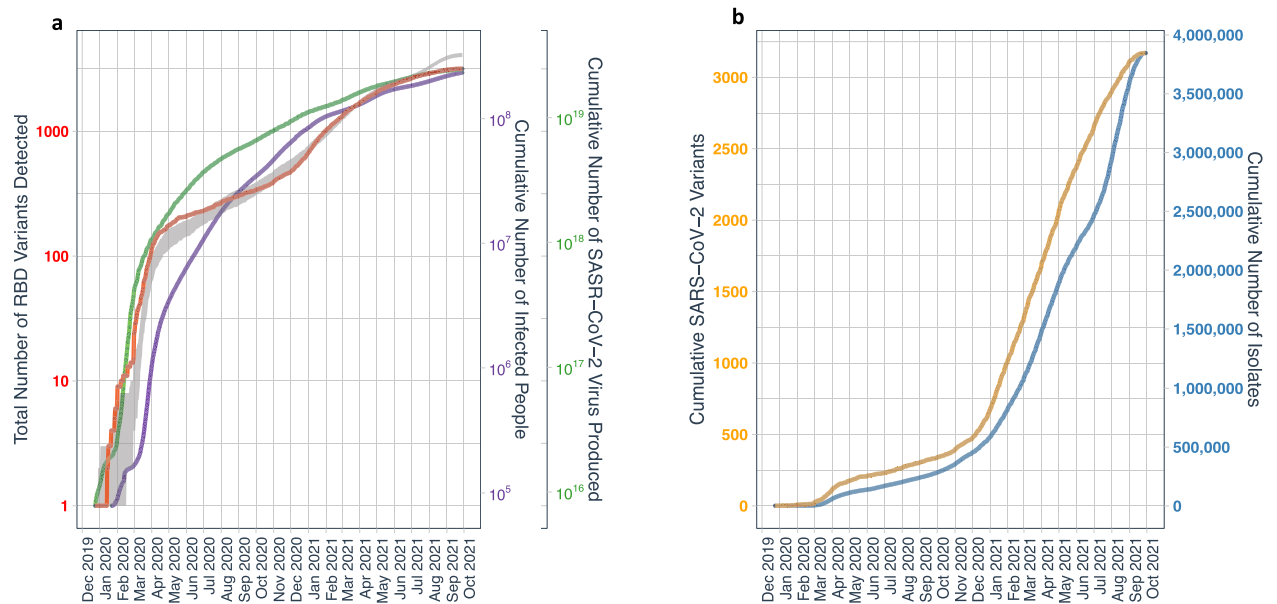 a
Total Number of RBD Variants Detected
1000
100
10
1
10^8
10^7
10^6
10^5
Cumulative Number of Infected People
10^19
10^18
10^17
10^16
Cumulative Number of SASR−CoV−2 Virus Produced
Dec 2019
Jan 2020
Feb 2020
Mar 2020
Apr 2020
May 2020
Jun 2020
Jul 2020
Aug 2020
Sep 2020
Oct 2020
Nov 2020
Dec 2020
Jan 2021
Feb 2021
Mar 2021
Apr 2021
May 2021
Jun 2021
Jul 2021
Aug 2021
Sep 2021
Oct 2021
b
Cumulative SARS−CoV−2 Variants
3000
2500
2000
1500
1000
500
0
4,000,000
3,500,000
3,000,000
2,500,000
2,000,000
1,500,000
1,000,000
500,000
0
Cumulative Number of Isolates
Dec 2019
Jan 2020
Feb 2020
Mar 2020
Apr 2020
May 2020
Jun 2020
Jul 2020
Aug 2020
Sep 2020
Oct 2020
Nov 2020
Dec 2020
Jan 2021
Feb 2021
Mar 2021
Apr 2021
May 2021
Jun 2021
Jul 2021
Aug 2021
Sep 2021
Oct 2021